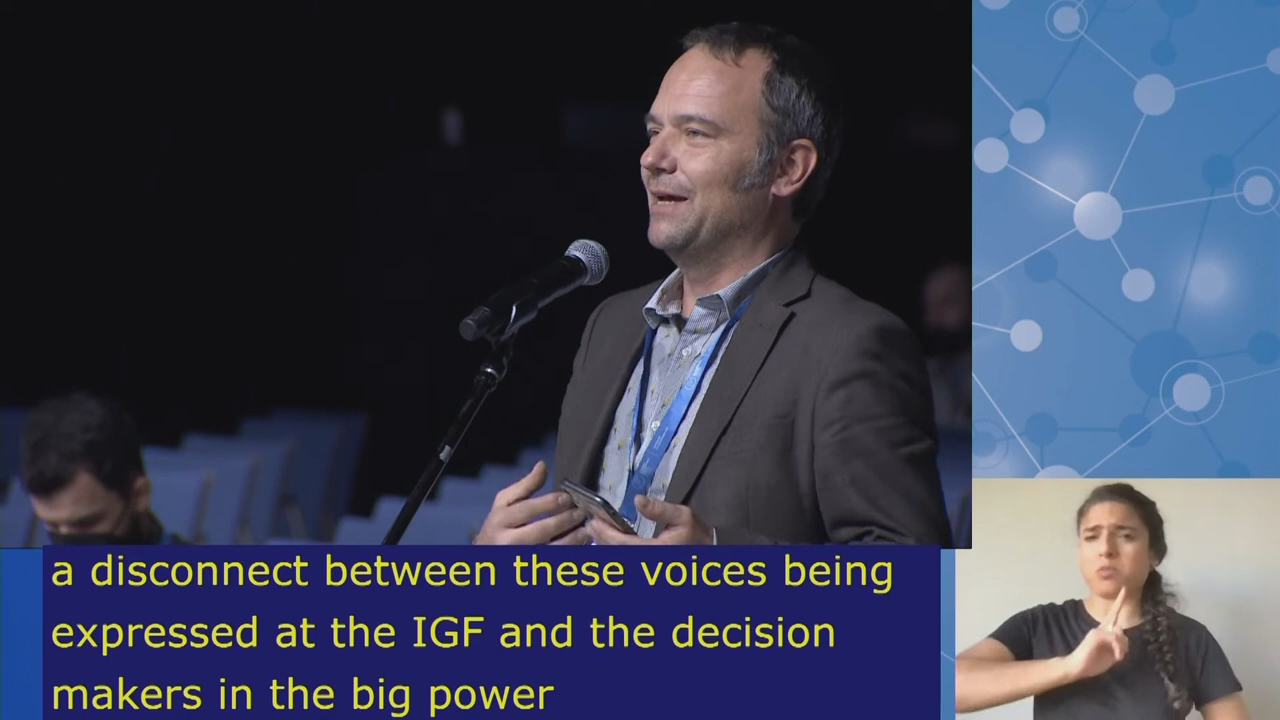 a disconnect between these voices being
expressed at the IGF and the decision
makers in the big power